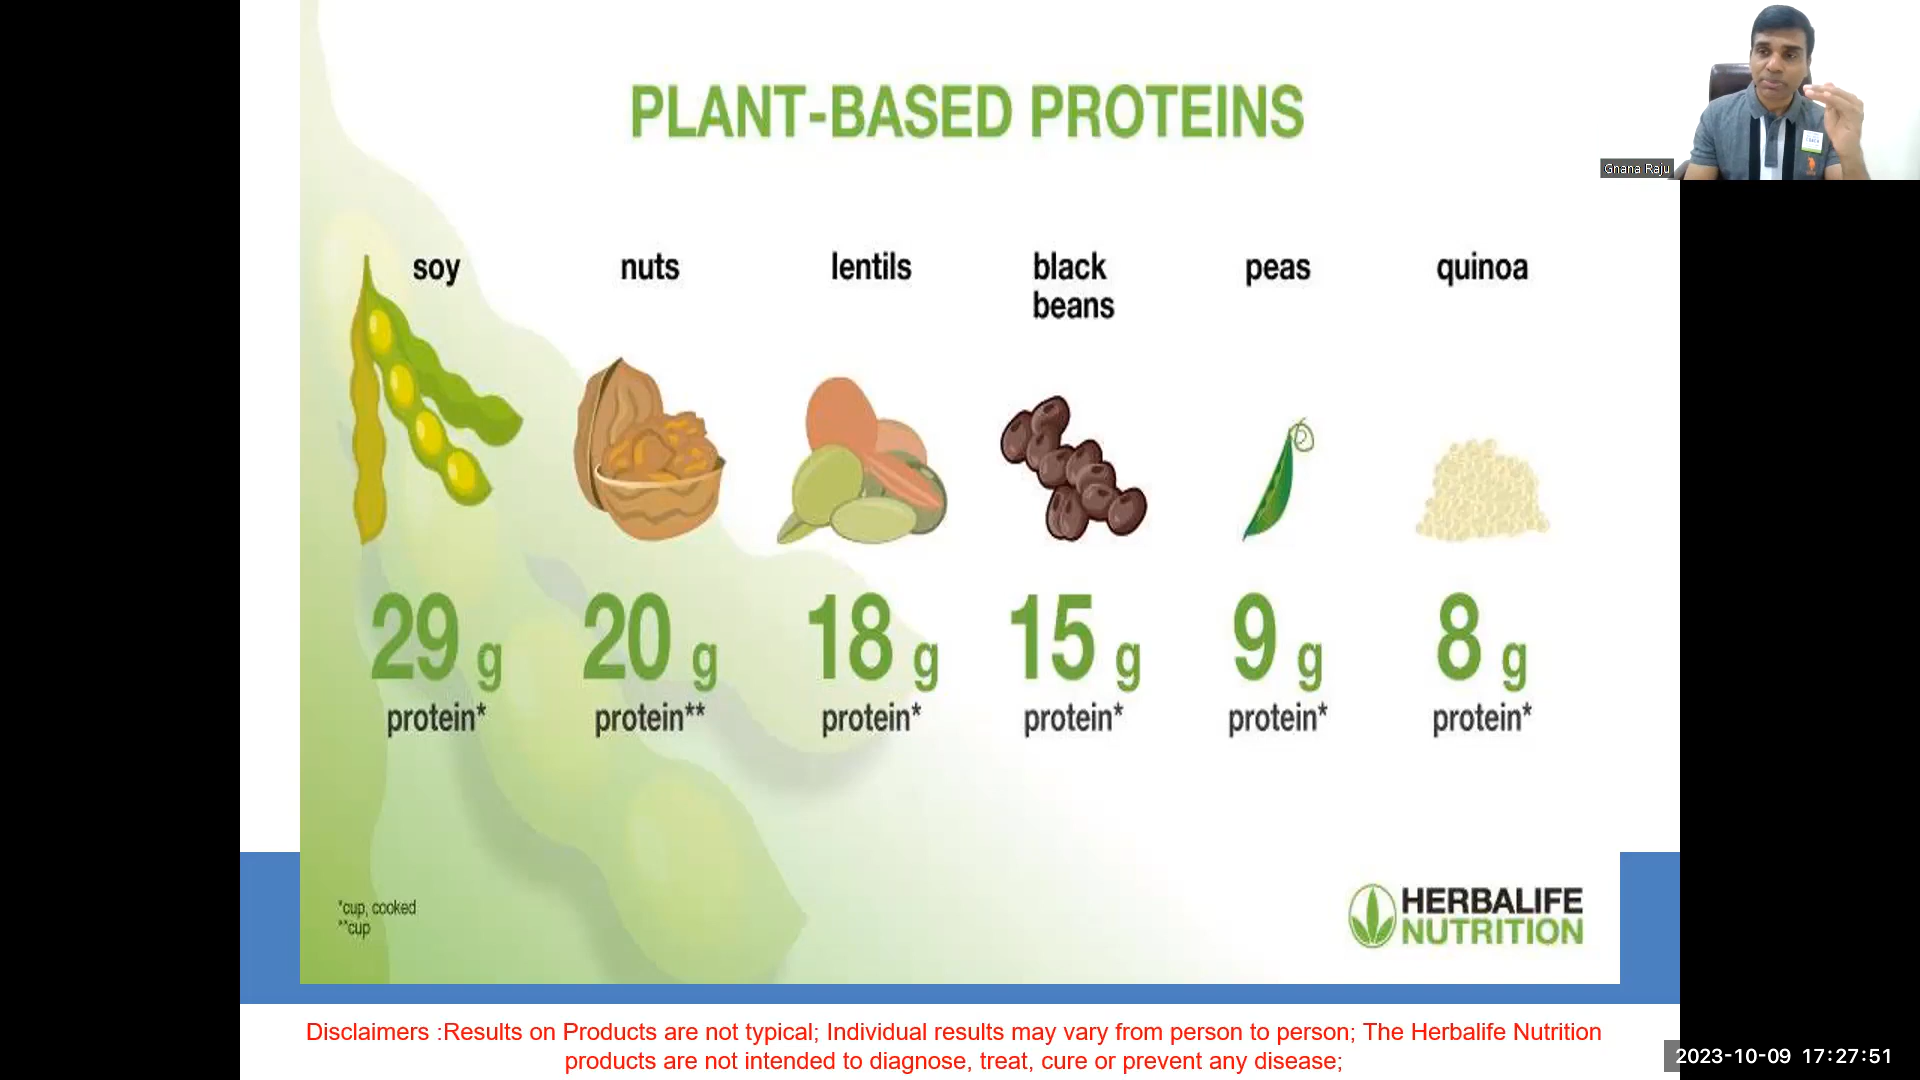 PLANT-BASED PROTEINS
Gnana Raju
soy
nuts
lentils
black
beans
peas
quinoa
29 g
protein*
20 g
protein**
18 g
protein*
15 g
protein*
9 g
protein*
8 g
protein*
*cup, cooked
**cup
HERBALIFE
NUTRITION
Disclaimers :Results on Products are not typical; Individual results may vary from person to person; The Herbalife Nutrition
products are not intended to diagnose, treat, cure or prevent any disease;
2023-10-09 17:27:51